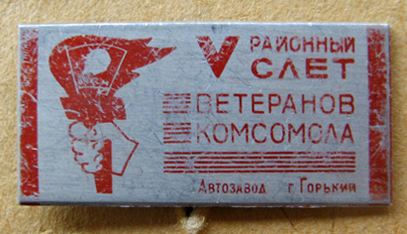 V РАЙОННЫЙ
СЛЕТ
ВЕТЕРАНОВ
КОМСОМОЛА
АВТОЗАВОД г. ГОРЬКИЙ